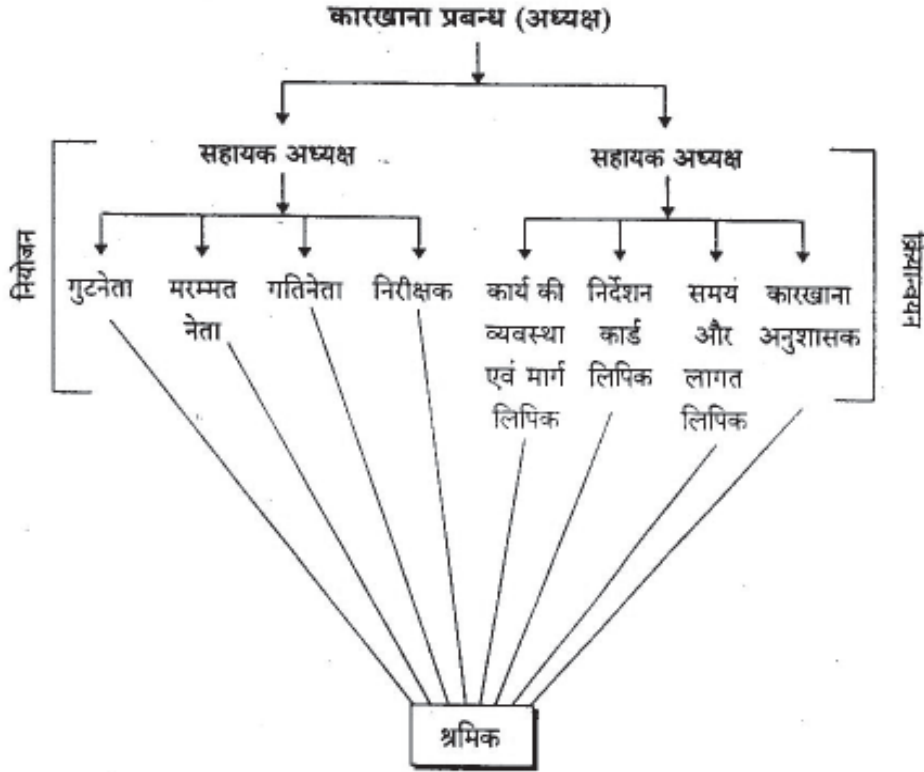 कारखाना प्रबन्ध (अध्यक्ष)
सहायक अध्यक्ष
सहायक अध्यक्ष
नियोजन
गुटनेता
मरम्मत
नेता
गतिनेता
निरीक्षक
कार्य की
व्यवस्था
एवं मार्ग
लिपिक
निर्देशन
कार्ड
लिपिक
समय
और
लागत
लिपिक
कारखाना
अनुशासक
क्रियान्वयन
श्रमिक